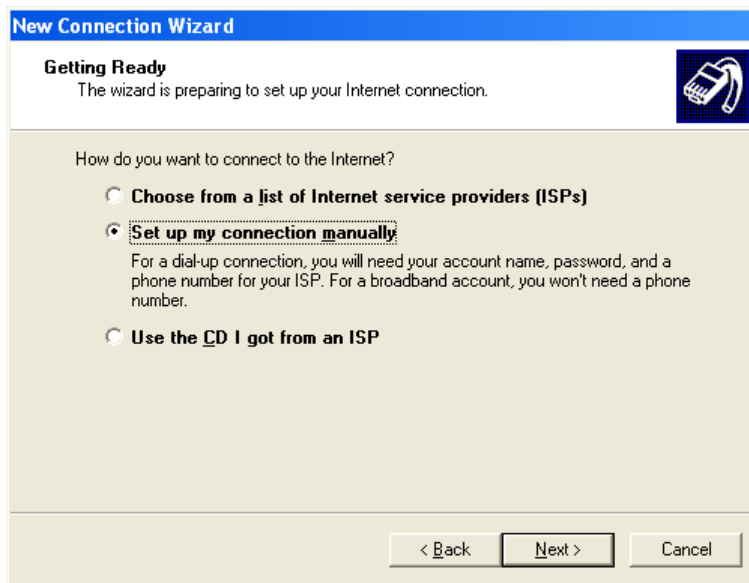 New Connection Wizard
Getting Ready
The wizard is preparing to set up your Internet connection.
How do you want to connect to the Internet?
Choose from a list of Internet service providers (ISPs)
Set up my connection manually
For a dial-up connection, you will need your account name, password, and a
phone number for your ISP. For a broadband account, you won't need a phone
number.
Use the CD I got from an ISP
< Back Next > Cancel